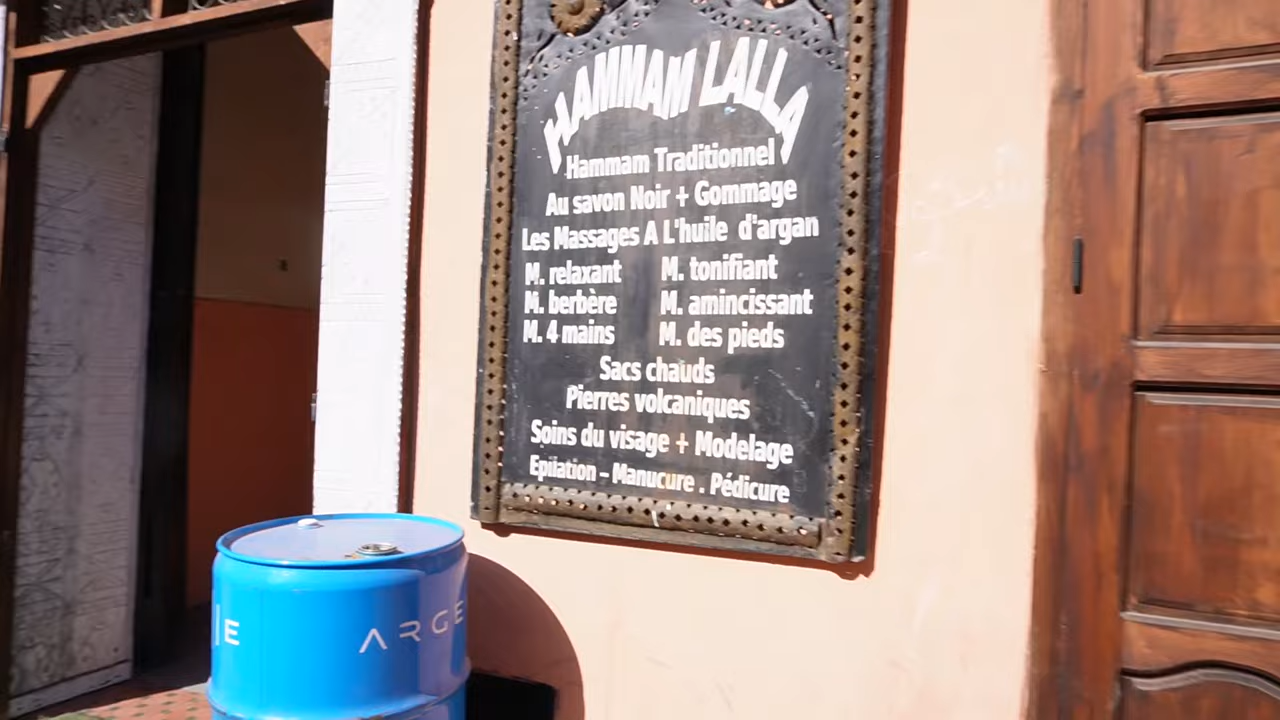 HAMMAM LALLA
Hammam Traditionnel
Au savon Noir + Gommage
Les Massages A L'huile d'argan
M. relaxant M. tonifiant
M. berbère M. amincissant
M. 4 mains M. des pieds
Sacs chauds
Pierres volcaniques
Soins du visage + Modelage
Epilation - Manucure . Pédicure
E ARGE